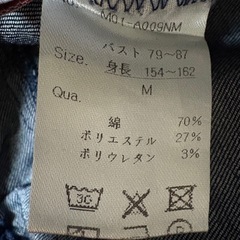 M01-A009NM
バスト 79~87
Size. 身長 154~162
Qua. M
綿 70%
ポリエステル 27%
ポリウレタン 3%
30